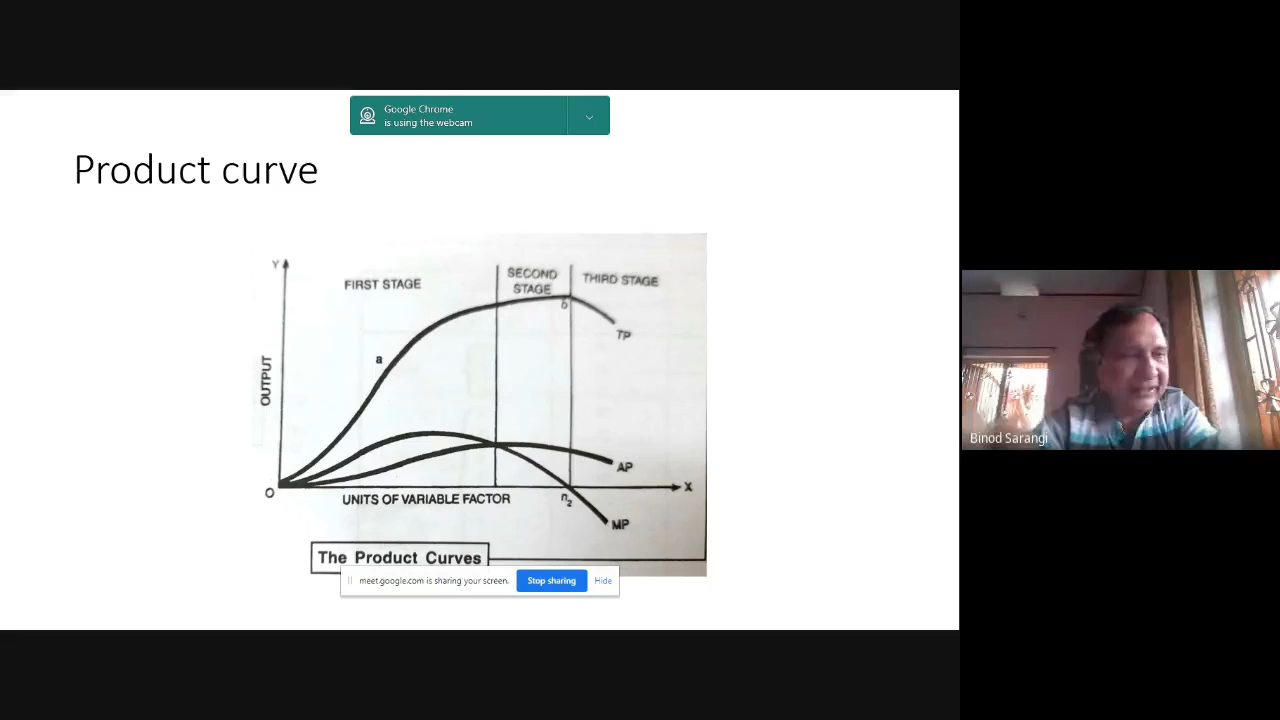 Google Chrome
is using the webcam
Product curve
Y
FIRST STAGE
SECOND
STAGE
THIRD STAGE
b
TP
a
OUTPUT
AP
O
UNITS OF VARIABLE FACTOR
n2
X
MP
The Product Curves
meet.google.com is sharing your screen.
Stop sharing
Hide
Binod Sarangi